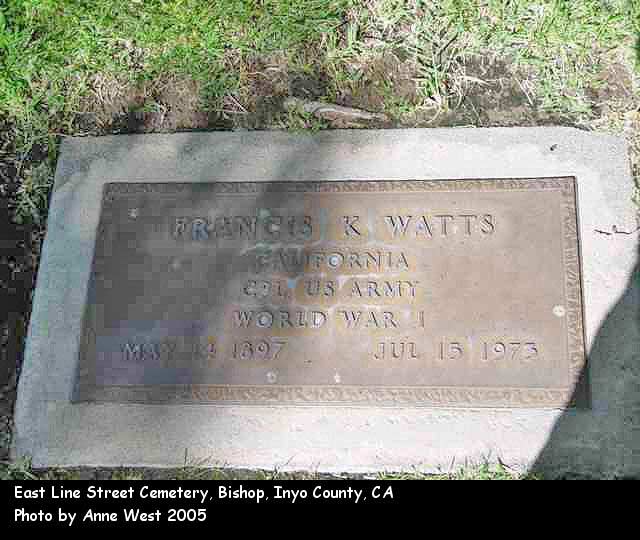 FRANCIS K WATTS
CALIFORNIA
CPL US ARMY
WORLD WAR I
MAY 14 1897 JUL 15 1973
East Line Street Cemetery, Bishop, Inyo County, CA
Photo by Anne West 2005